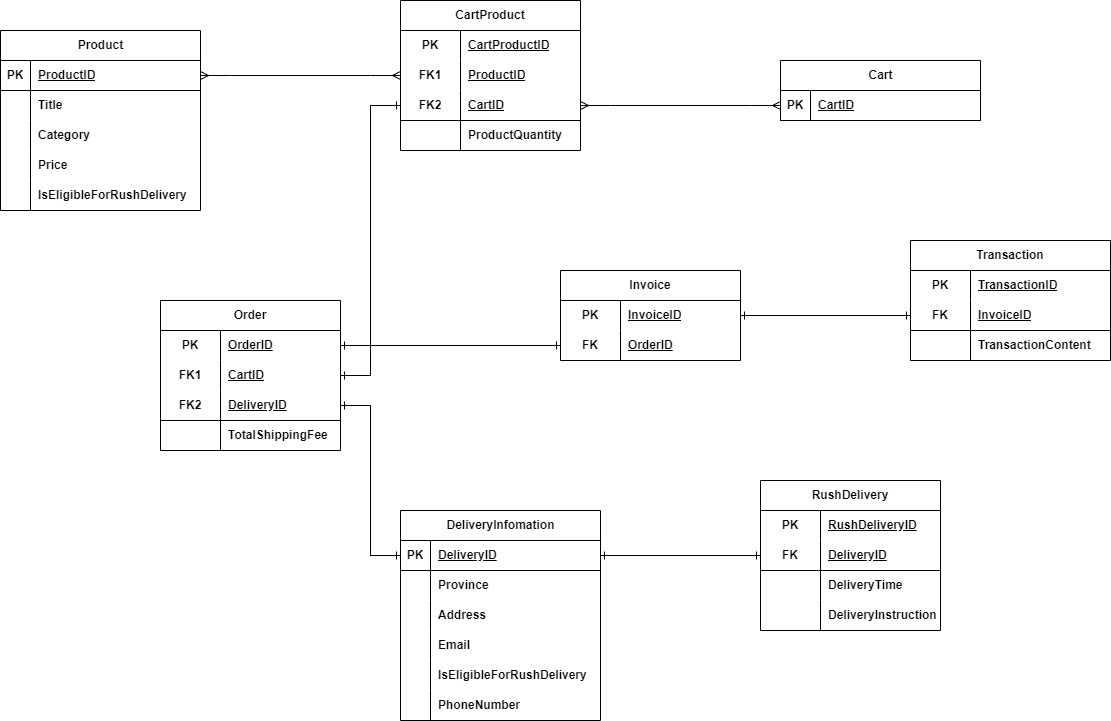 Product
PK ProductID
Title
Category
Price
IsEligibleForRushDelivery
CartProduct
PK CartProductID
FK1 ProductID
FK2 CartID
ProductQuantity
Cart
PK CartID
Order
PK OrderID
FK1 CartID
FK2 DeliveryID
TotalShippingFee
Invoice
PK InvoiceID
FK OrderID
Transaction
PK TransactionID
FK InvoiceID
TransactionContent
DeliveryInfomation
PK DeliveryID
Province
Address
Email
IsEligibleForRushDelivery
PhoneNumber
RushDelivery
PK RushDeliveryID
FK DeliveryID
DeliveryTime
DeliveryInstruction